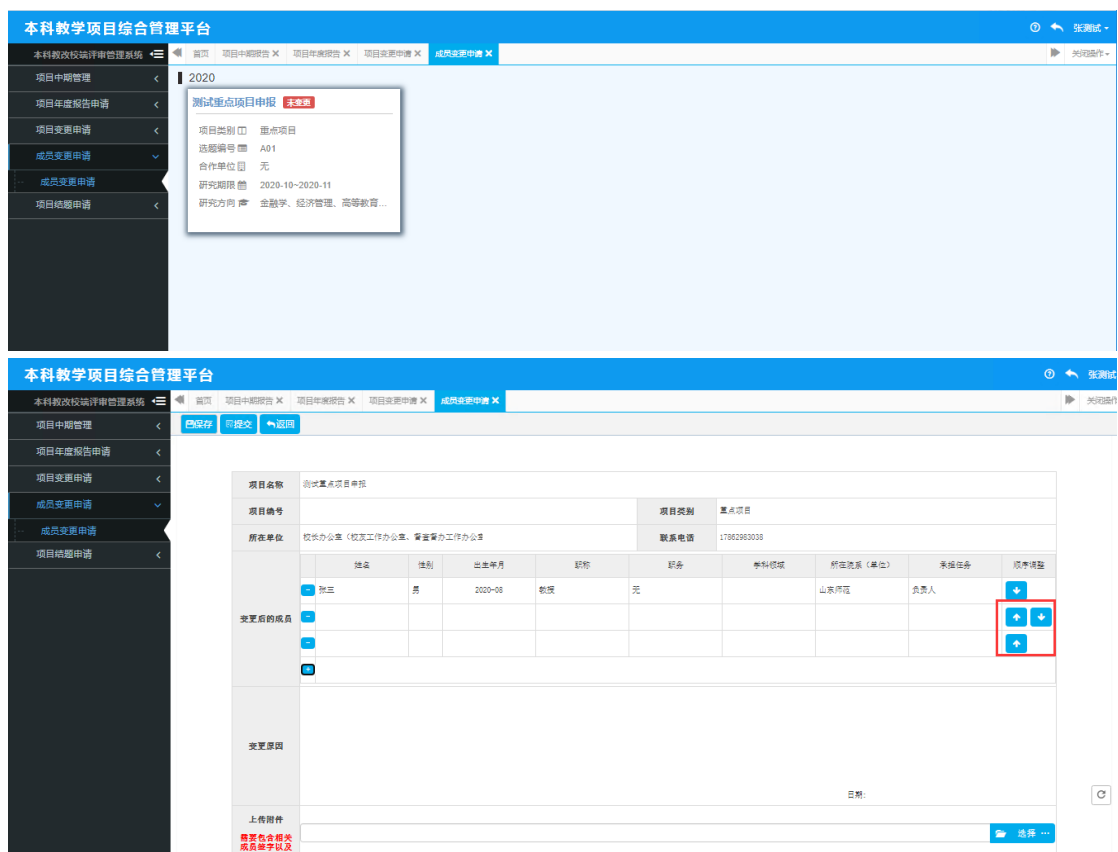 本科教学项目综合管理平台
张测试
本科教改校端评审管理系统
首页 项目中期报告 项目年度报告 项目变更申请 成员变更申请 关闭操作
项目中期管理
项目年度报告申请
项目变更申请
成员变更申请
成员变更申请
项目结题申请
2020
测试重点项目申报 未变更
项目类别 重点项目
选题编号 A01
合作单位 无
研究期限 2020-10~2020-11
研究方向 金融学、经济管理、高等教育...
本科教学项目综合管理平台
张测试
本科教改校端评审管理系统
首页 项目中期报告 项目年度报告 项目变更申请 成员变更申请 关闭操作
项目中期管理
项目年度报告申请
项目变更申请
成员变更申请
成员变更申请
项目结题申请
保存 提交 返回
项目名称 测试重点项目申报
项目编号 项目类别 重点项目
所在单位 校长办公室（校友工作办公室、督查督办工作办公室 联系电话 17862983038
姓名 性别 出生年月 职称 职务 学科领域 所在院系（单位） 承担任务 顺序调整
张三 男 2020-08 教授 无 山东师范 负责人
变更后的成员
变更原因
日期:
上传附件
需要包含相关
成员签字以及
选择 ...